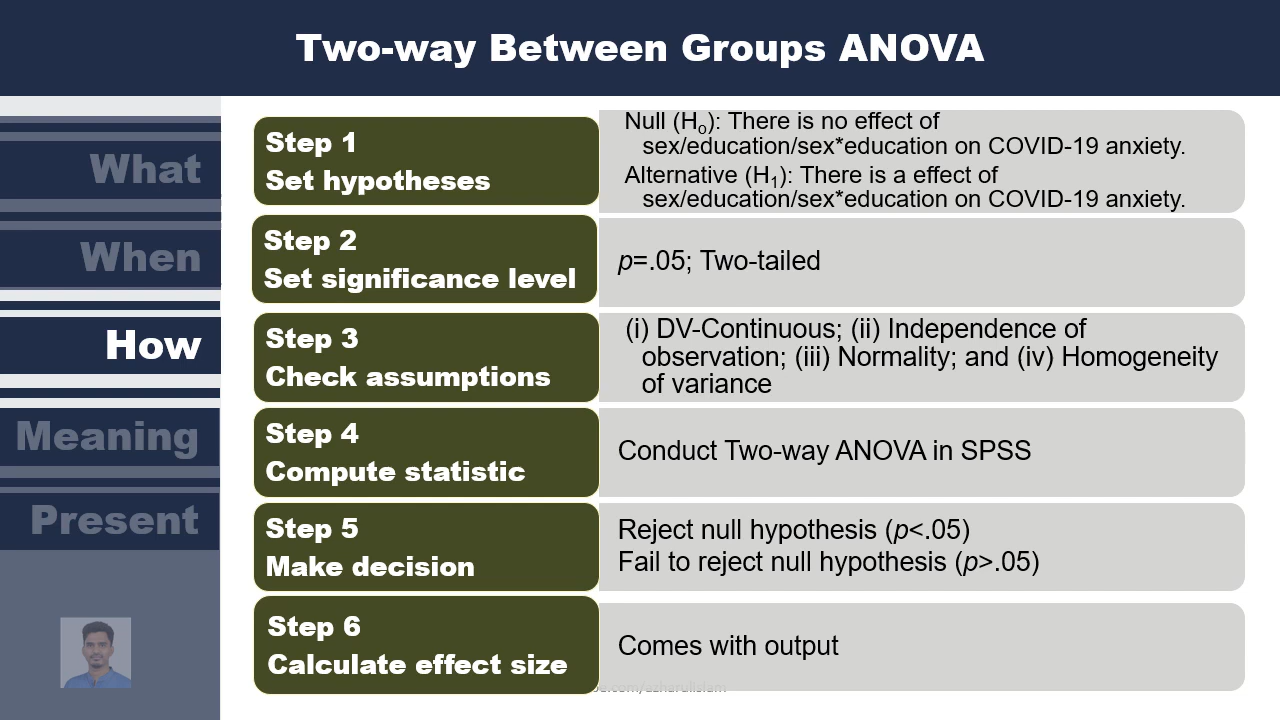 Two-way Between Groups ANOVA
What
When
How
Meaning
Present
Step 1
Set hypotheses
Null (Ho): There is no effect of
sex/education/sex*education on COVID-19 anxiety.
Alternative (H1): There is a effect of
sex/education/sex*education on COVID-19 anxiety.
Step 2
Set significance level
p=.05; Two-tailed
Step 3
Check assumptions
(i) DV-Continuous; (ii) Independence of
observation; (iii) Normality; and (iv) Homogeneity
of variance
Step 4
Compute statistic
Conduct Two-way ANOVA in SPSS
Step 5
Make decision
Reject null hypothesis (p<.05)
Fail to reject null hypothesis (p>.05)
Step 6
Calculate effect size
Comes with output